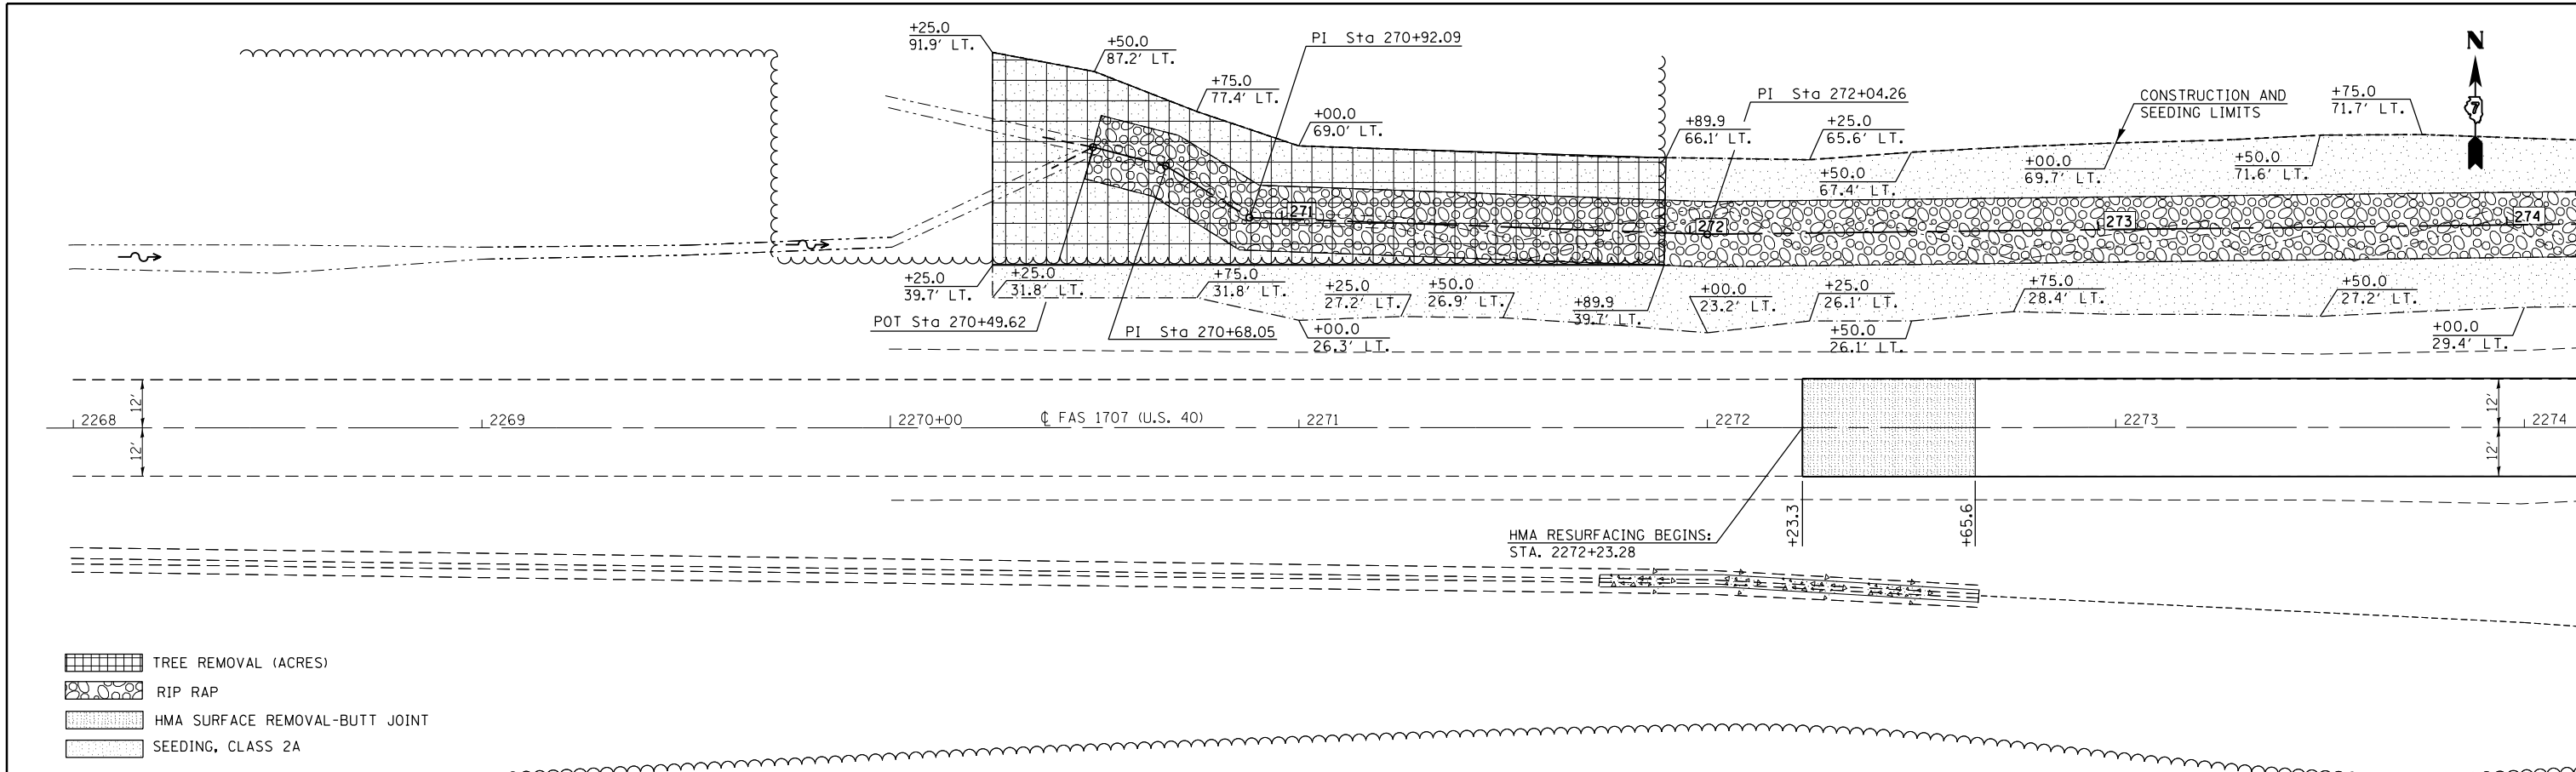 +25.0
91.9' LT.
+50.0
87.2' LT.
+75.0
77.4' LT.
PI Sta 270+92.09
+00.0
69.0' LT.
+89.9
66.1' LT.
PI Sta 272+04.26
+25.0
65.6' LT.
+50.0
67.4' LT.
CONSTRUCTION AND
SEEDING LIMITS
+00.0
69.7' LT.
+50.0
71.6' LT.
+75.0
71.7' LT.
N
7
271
272
273
274
+25.0
39.7' LT.
+25.0
31.8' LT.
+75.0
31.8' LT.
+25.0
27.2' LT.
+50.0
26.9' LT.
+89.9
39.7' LT.
+00.0
23.2' LT.
+25.0
26.1' LT.
+75.0
28.4' LT.
+50.0
27.2' LT.
POT Sta 270+49.62
PI Sta 270+68.05
+00.0
26.3' LT.
+50.0
26.1' LT.
+00.0
29.4' LT.
12'
12'
2268
2269
2270+00
℄ FAS 1707 (U.S. 40)
2271
2272
2273
2274
12'
12'
+23.3
+65.6
HMA RESURFACING BEGINS:
STA. 2272+23.28
TREE REMOVAL (ACRES)
RIP RAP
HMA SURFACE REMOVAL-BUTT JOINT
SEEDING, CLASS 2A